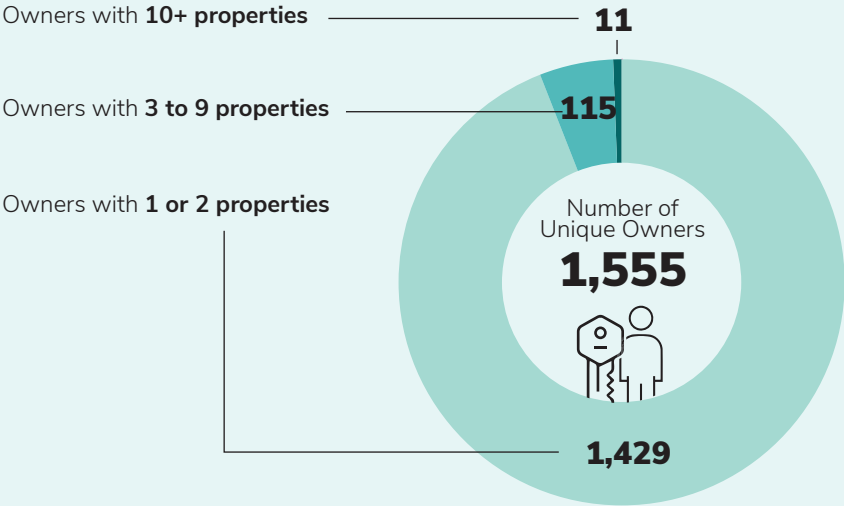 Owners with 10+ properties
11
Owners with 3 to 9 properties
115
Owners with 1 or 2 properties
Number of
Unique Owners
1,555
1,429